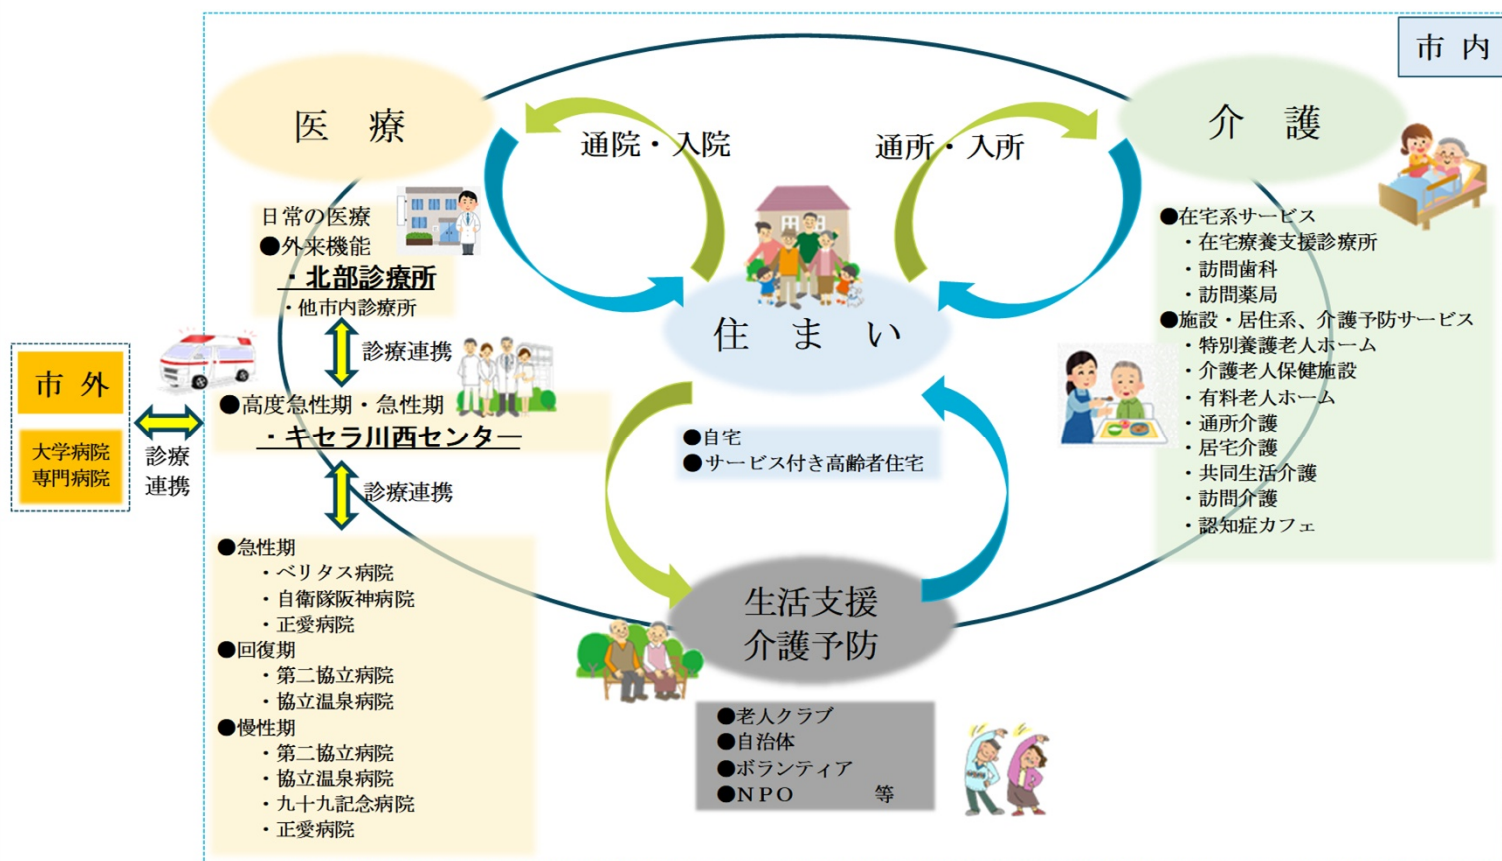 市 内
医 療
通院・入院
通所・入所
介 護
日常の医療
●外来機能
・北部診療所
・他市内診療所
診療連携
●高度急性期・急性期
・キセラ川西センター
診療連携
市 外
大学病院
専門病院
診療
連携
●急性期
・ベリタス病院
・自衛隊阪神病院
・正愛病院
●回復期
・第二協立病院
・協立温泉病院
●慢性期
・第二協立病院
・協立温泉病院
・九十九記念病院
・正愛病院
住 ま い
●自宅
●サービス付き高齢者住宅
生活支援
介護予防
●老人クラブ
●自治体
●ボランティア
●NPO 等
●在宅系サービス
・在宅療養支援診療所
・訪問歯科
・訪問薬局
●施設・居住系、介護予防サービス
・特別養護老人ホーム
・介護老人保健施設
・有料老人ホーム
・通所介護
・居宅介護
・共同生活介護
・訪問介護
・認知症カフェ